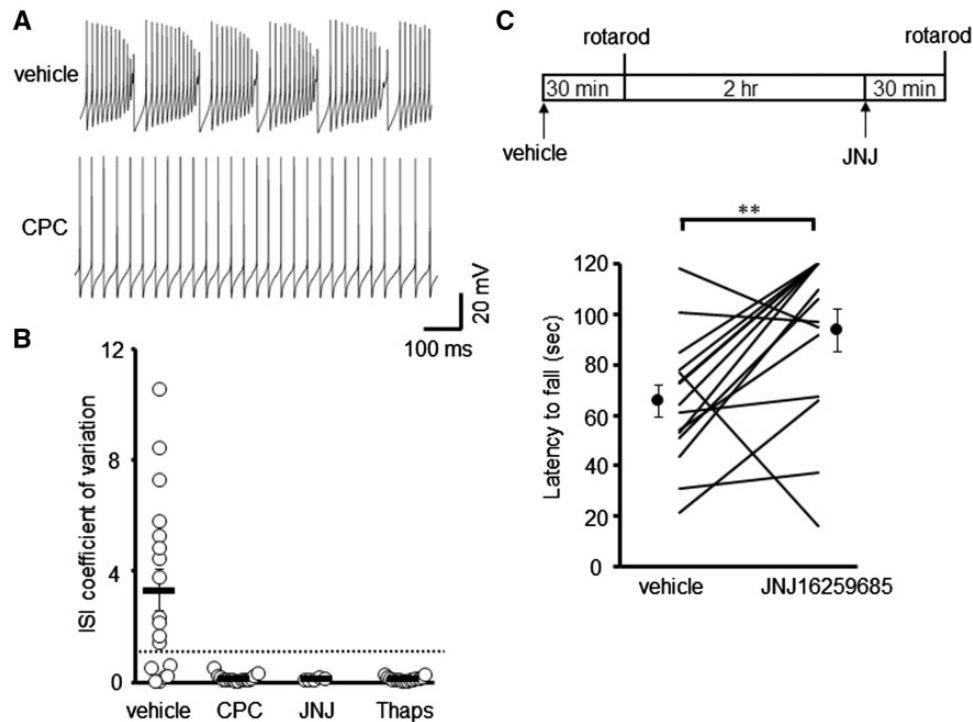 A
vehicle
CPC
20 mV
100 ms
B
12
8
4
0
ISI coefficient of variation
vehicle CPC JNJ Thaps
C
rotarod rotarod
30 min 2 hr 30 min
vehicle JNJ
**
120
100
80
60
40
20
0
Latency to fall (sec)
vehicle JNJ16259685